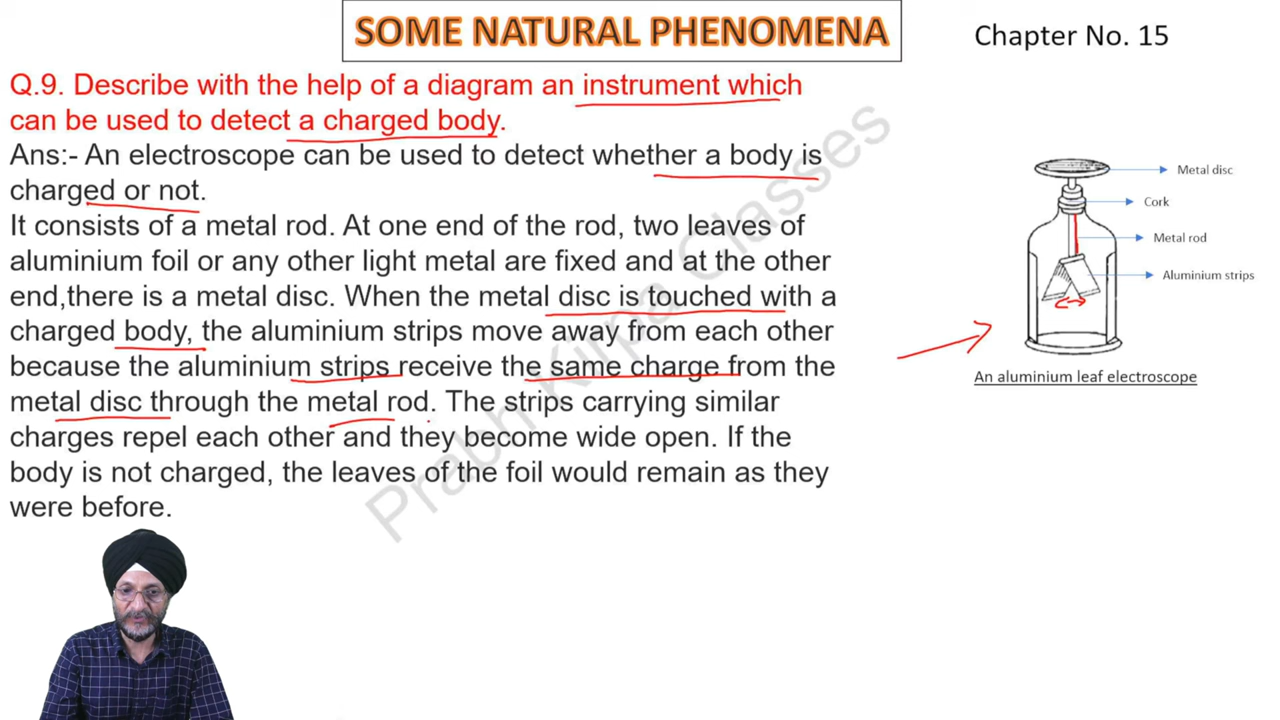 SOME NATURAL PHENOMENA
Chapter No. 15
Q.9. Describe with the help of a diagram an instrument which
can be used to detect a charged body.
Ans:- An electroscope can be used to detect whether a body is
charged or not.
It consists of a metal rod. At one end of the rod, two leaves of
aluminium foil or any other light metal are fixed and at the other
end,there is a metal disc. When the metal disc is touched with a
charged body, the aluminium strips move away from each other
because the aluminium strips receive the same charge from the
metal disc through the metal rod. The strips carrying similar
charges repel each other and they become wide open. If the
body is not charged, the leaves of the foil would remain as they
were before.
Metal disc
Cork
Metal rod
Aluminium strips
An aluminium leaf electroscope
Prabh Kirpa Classes